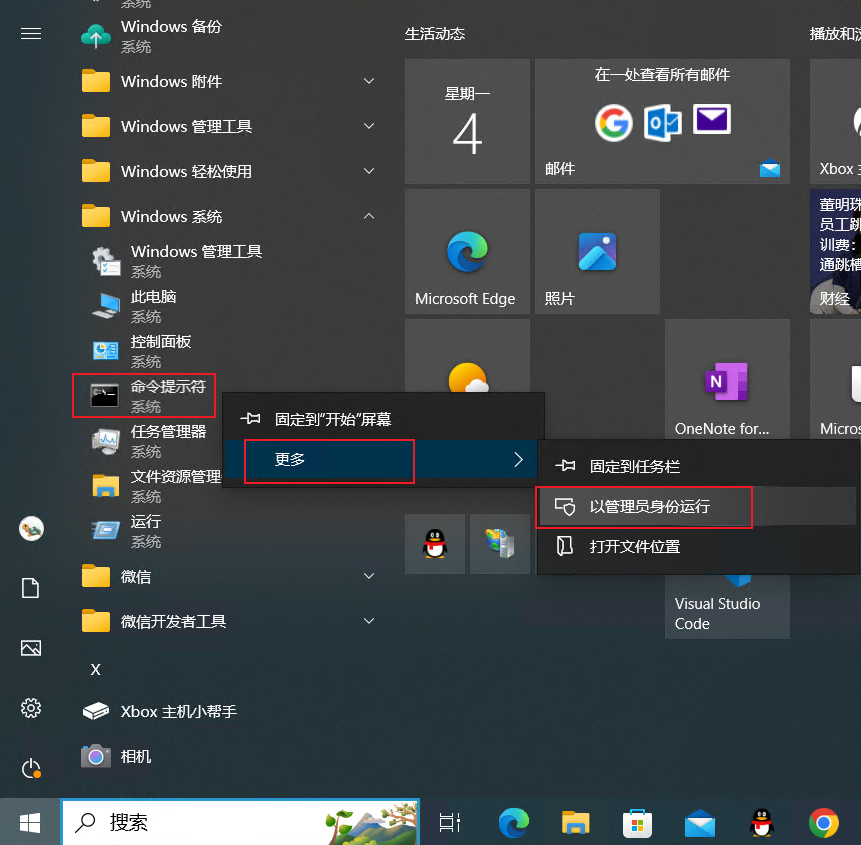 系统
Windows 备份
系统
Windows 附件
Windows 管理工具
Windows 轻松使用
Windows 系统
Windows 管理工具
系统
此电脑
系统
控制面板
系统
命令提示符
系统
任务管理器
系统
文件资源管理
系统
运行
系统
微信
微信开发者工具
X
Xbox 主机小帮手
相机
搜索
生活动态
星期一
4
在一处查看所有邮件
邮件
Microsoft Edge
照片
OneNote for...
N
Visual Studio
Code
播放和
Xbox
董明珠
员工跳
训费：
通跳槽
财经
Micros
固定到“开始”屏幕
更多
固定到任务栏
以管理员身份运行
打开文件位置